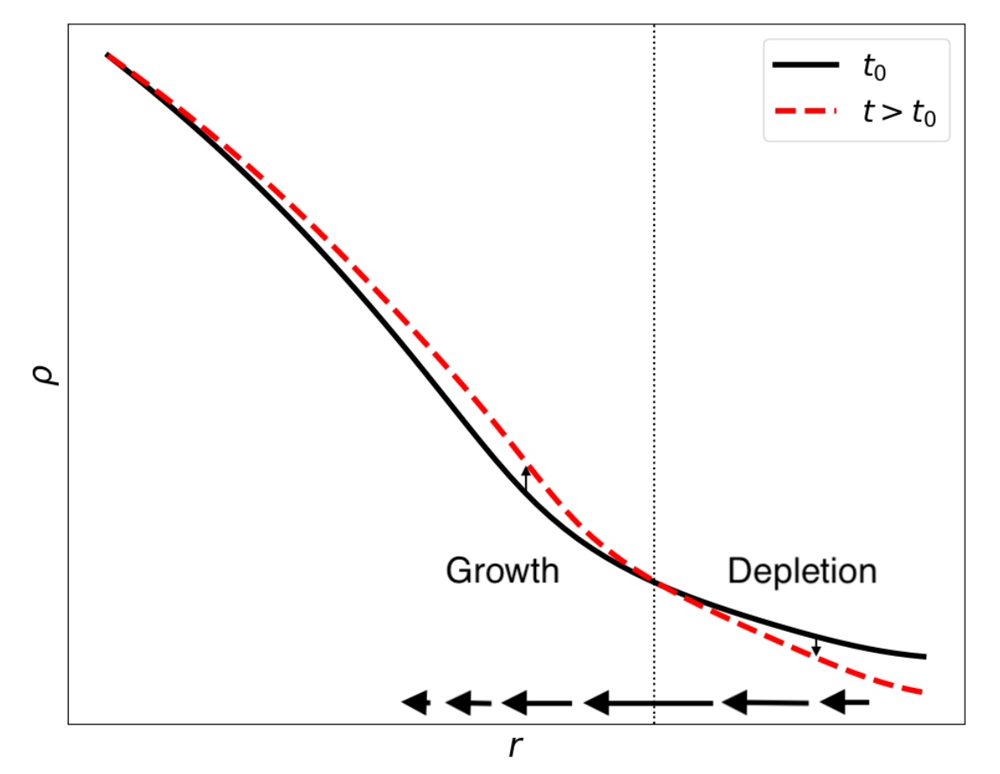 t₀
t > t₀
ρ
Growth
Depletion
r